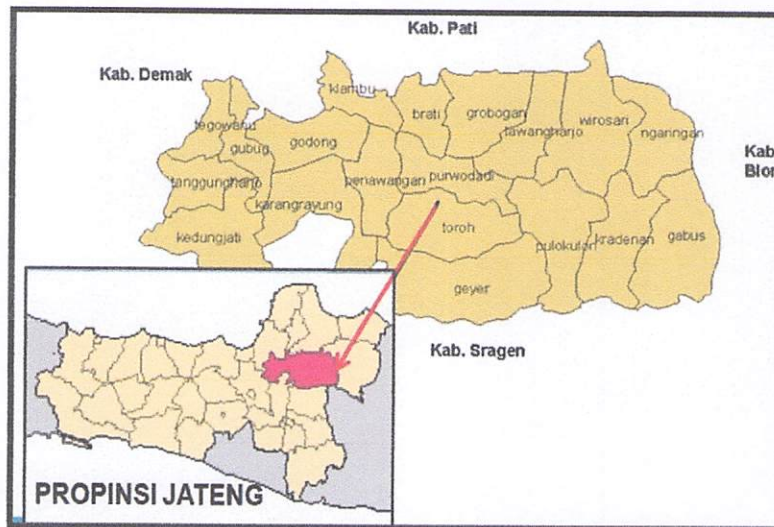 Kab. Pati
Kab. Demak
klambu
brati
grobogan
wirosari
tegowanu
tawangharjo
ngaringan
gubug
godong
Kab
Blor
tanggungharjo
penawangan
purwodadi
karangrayung
toroh
kedungjati
pulokulon
kradenan
gabus
geyer
Kab. Sragen
PROPINSI JATENG